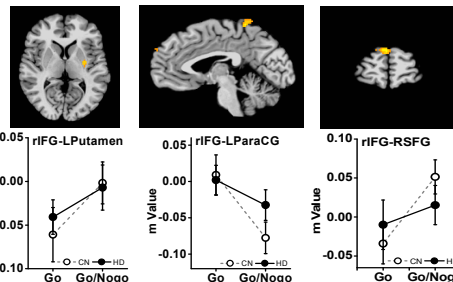 rIFG-LPutamen
0.05
0.00
0.05
0.10
CN HD
Go Go/Nogo
rIFG-LParaCG
m Value
0.05
0.00
-0.05
-0.10
CN HD
Go Go/Nogo
rIFG-RSFG
m Value
0.10
0.05
0.00
-0.05
CN HD
Go Go/Nogo